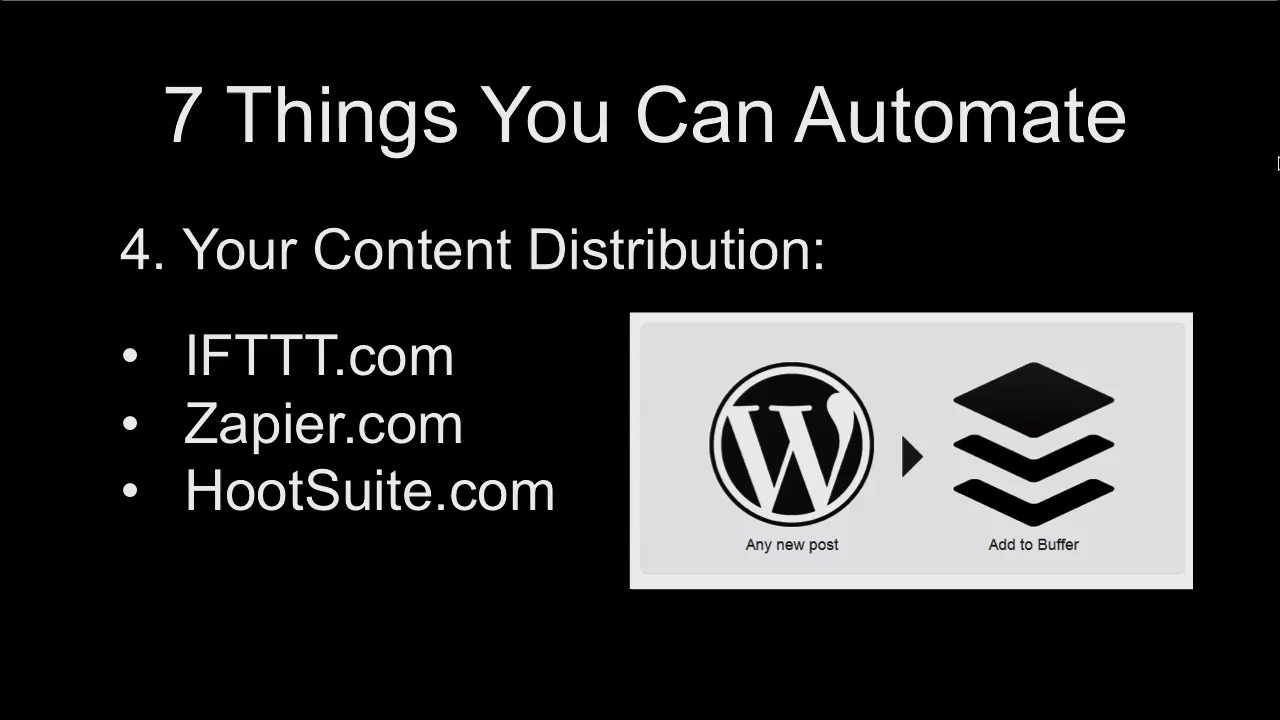 7 Things You Can Automate
4. Your Content Distribution:
• IFTTT.com
• Zapier.com
• HootSuite.com
Any new post
Add to Buffer